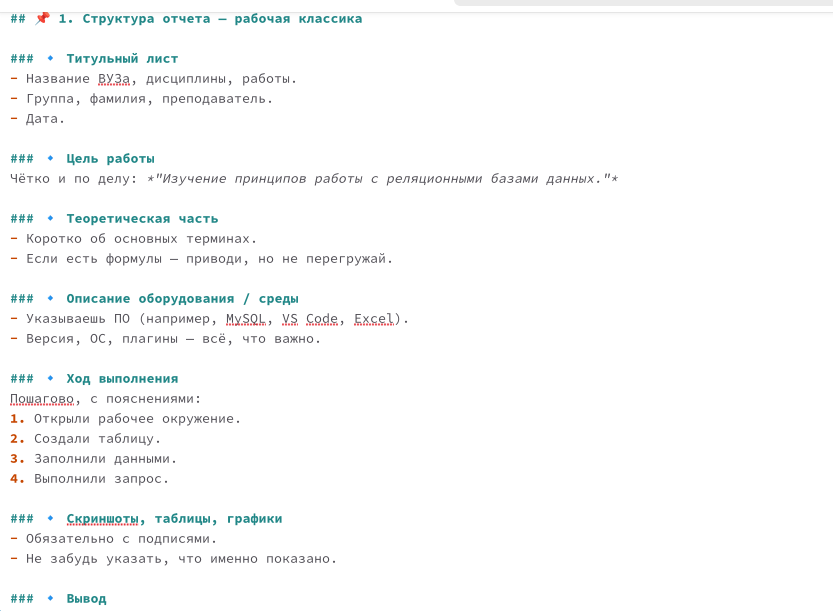 ## 📌 1. Структура отчета — рабочая классика
### 🔹 Титульный лист
- Название ВУЗа, дисциплины, работы.
- Группа, фамилия, преподаватель.
- Дата.
### 🔹 Цель работы
Чётко и по делу: *"Изучение принципов работы с реляционными базами данных."*
### 🔹 Теоретическая часть
- Коротко об основных терминах.
- Если есть формулы — приводи, но не перегружай.
### 🔹 Описание оборудования / среды
- Указываешь ПО (например, MySQL, VS Code, Excel).
- Версия, ОС, плагины — всё, что важно.
### 🔹 Ход выполнения
Пошагово, с пояснениями:
1. Открыли рабочее окружение.
2. Создали таблицу.
3. Заполнили данными.
4. Выполнили запрос.
### 🔹 Скриншоты, таблицы, графики
- Обязательно с подписями.
- Не забудь указать, что именно показано.
### 🔹 Вывод